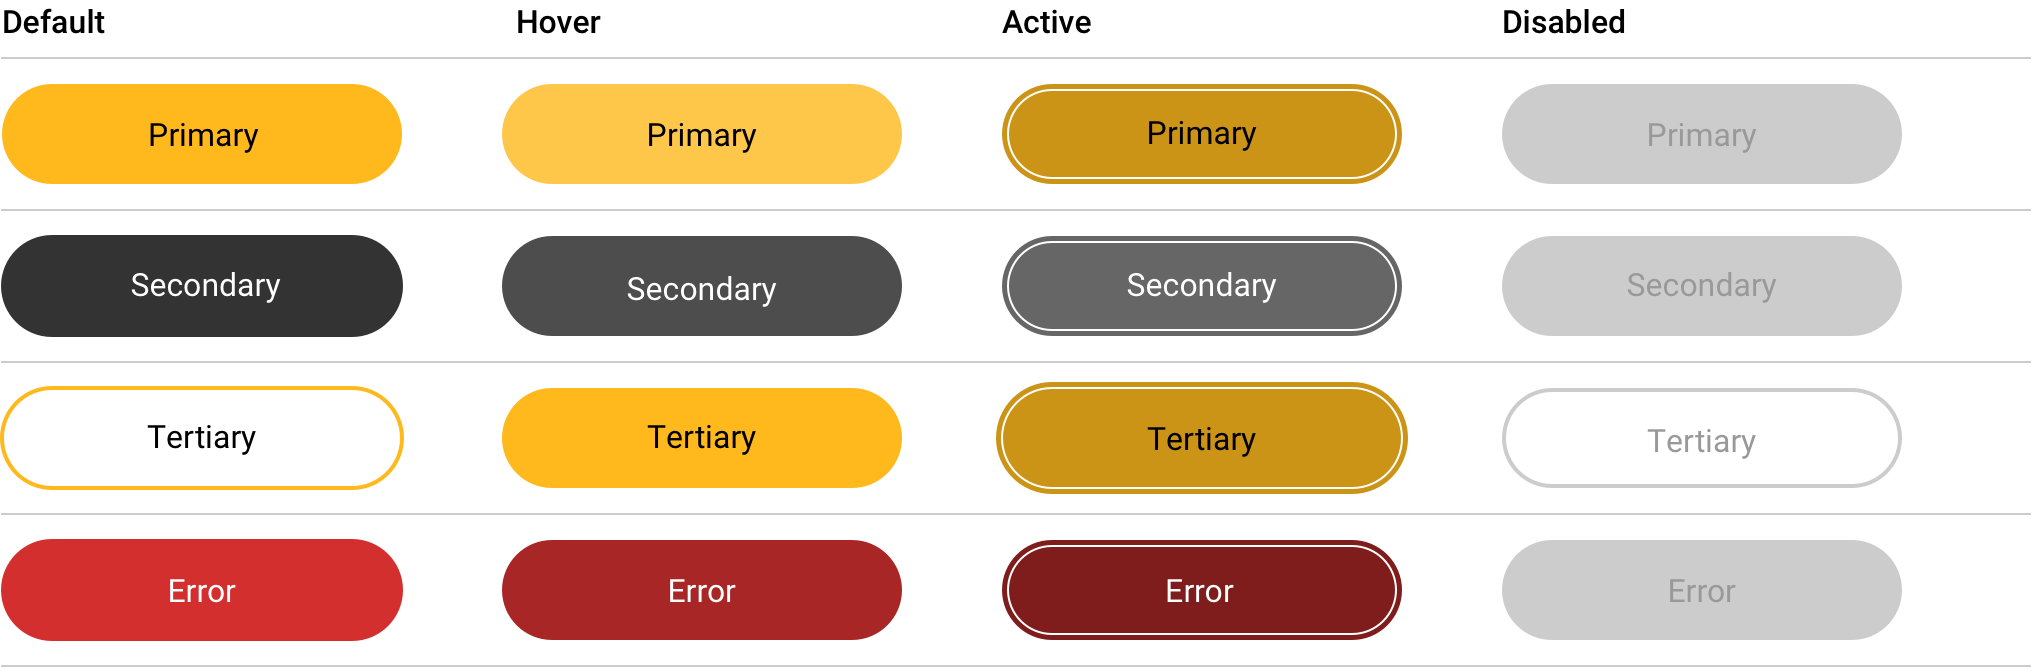 Default Hover Active Disabled
Primary Primary Primary Primary
Secondary Secondary Secondary Secondary
Tertiary Tertiary Tertiary Tertiary
Error Error Error Error